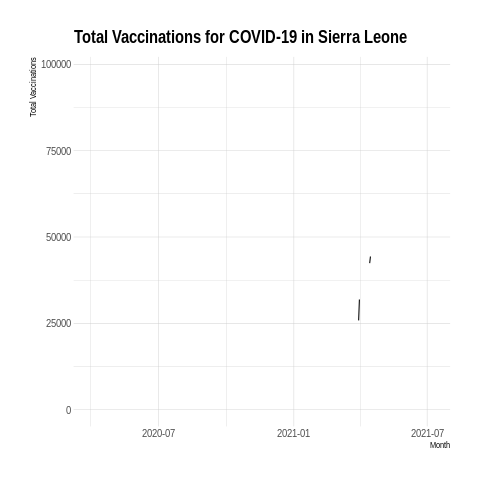 Total Vaccinations for COVID-19 in Sierra Leone
Total Vaccinations
100000
75000
50000
25000
0
2020-07 2021-01 2021-07
Month